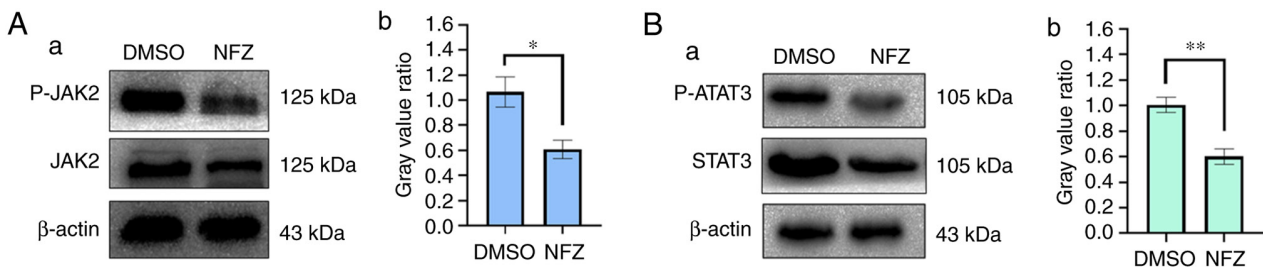 A
a
DMSO NFZ
P-JAK2 125 kDa
JAK2 125 kDa
β-actin 43 kDa
b
Gray value ratio
1.6
1.4
1.2
1.0
0.8
0.6
0.4
0.2
0.0
*
DMSO NFZ
B
a
DMSO NFZ
P-ATAT3 105 kDa
STAT3 105 kDa
β-actin 43 kDa
b
Gray value ratio
1.6
1.4
1.2
1.0
0.8
0.6
0.4
0.2
0.0
**
DMSO NFZ